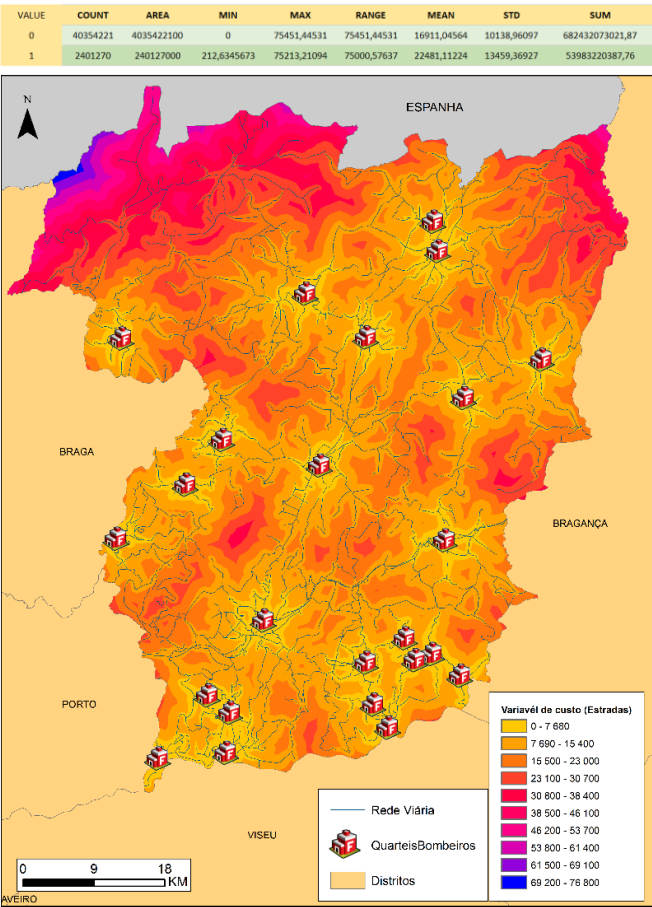 VALUE COUNT AREA MIN MAX RANGE MEAN STD SUM
0 40354221 4035422100 0 75451,44531 75451,44531 16911,04564 10138,96097 682432073021,87
1 2401270 240127000 212,6345673 75213,21094 75000,57637 22481,11224 13459,36927 53983220387,76
N
ESPANHA
BRAGA
BRAGANÇA
PORTO
VISEU
AVEIRO
0 9 18
KM
Rede Viária
QuarteisBombeiros
Distritos
Variavél de custo (Estradas)
0 - 7 680
7 690 - 15 400
15 500 - 23 000
23 100 - 30 700
30 800 - 38 400
38 500 - 46 100
46 200 - 53 700
53 800 - 61 400
61 500 - 69 100
69 200 - 76 800